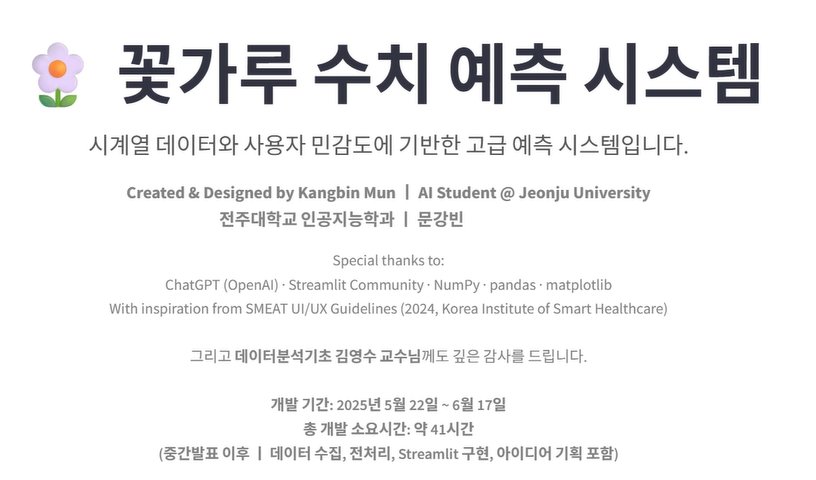 꽃가루 수치 예측 시스템
시계열 데이터와 사용자 민감도에 기반한 고급 예측 시스템입니다.
Created & Designed by Kangbin Mun ㅣ AI Student @ Jeonju University
전주대학교 인공지능학과 ㅣ 문강빈
Special thanks to:
ChatGPT (OpenAI) · Streamlit Community · NumPy · pandas · matplotlib
With inspiration from SMEAT UI/UX Guidelines (2024, Korea Institute of Smart Healthcare)
그리고 데이터분석기초 김영수 교수님께도 깊은 감사를 드립니다.
개발 기간: 2025년 5월 22일 ~ 6월 17일
총 개발 소요시간: 약 41시간
(중간발표 이후 ㅣ 데이터 수집, 전처리, Streamlit 구현, 아이디어 기획 포함)